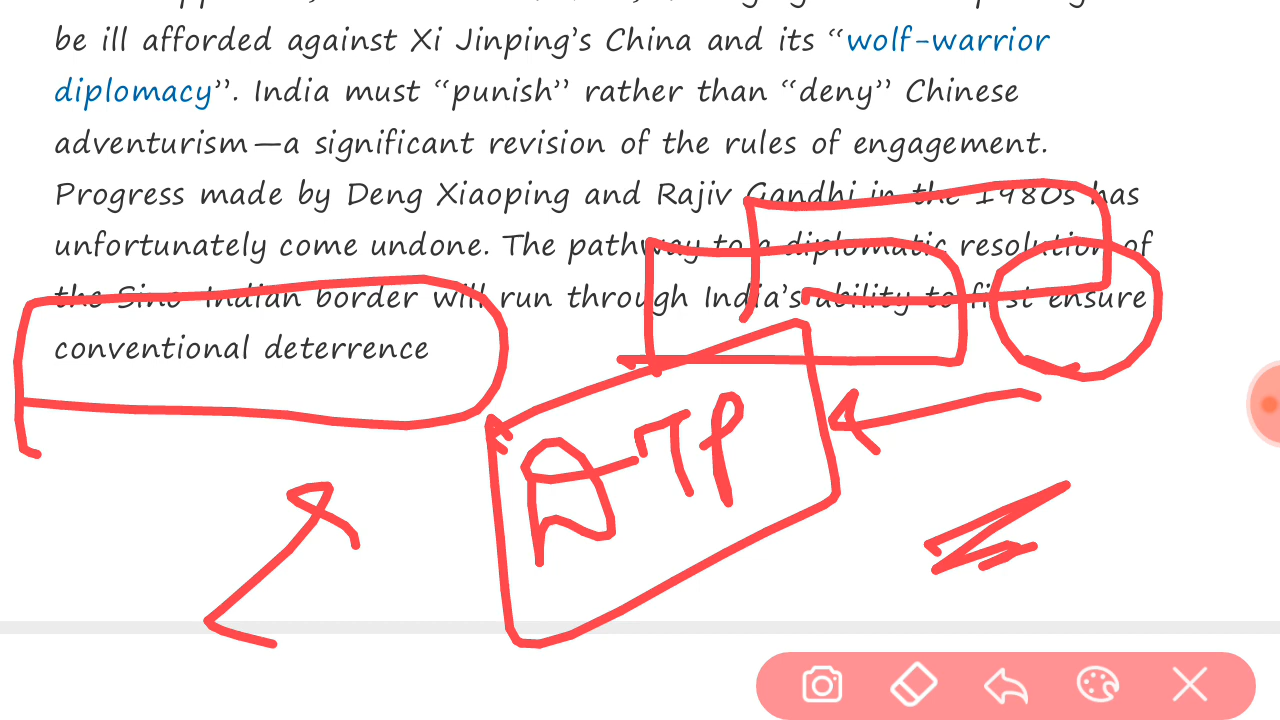 be ill afforded against Xi Jinping's China and its “wolf-warrior
diplomacy”. India must “punish” rather than “deny” Chinese
adventurism—a significant revision of the rules of engagement.
Progress made by Deng Xiaoping and Rajiv Gandhi in the 1980s has
unfortunately come undone. The pathway to a diplomatic resolution of
the Sino-Indian border will run through India's ability to first ensure
conventional deterrence